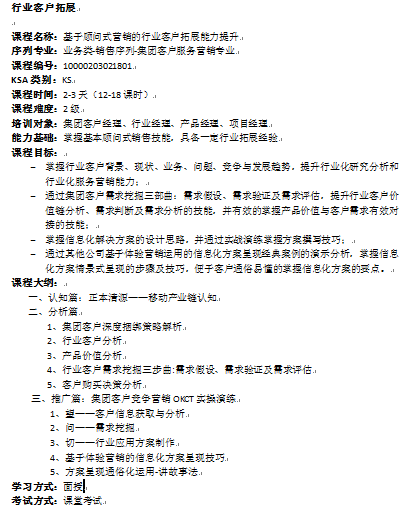 行业客户拓展
课程名称：基于顾问式营销的行业客户拓展能力提升
序列专业：业务类-销售序列-集团客户服务营销专业
课程编号：10000203021801
KSA 类别：KS
课程时间：2-3 天（12-18 课时）
课程难度：2 级
培训对象：集团客户经理、行业经理、产品经理、项目经理
能力基础：掌握基本顾问式销售技能，具备一定行业拓展经验
课程目标：
– 掌握行业客户背景、现状、业务、问题、竞争与发展趋势，提升行业化研究分析和
行业化服务营销能力；
– 通过集团客户需求挖掘三部曲：需求假设、需求验证及需求评估，提升行业客户价
值链分析、需求判断及需求分析的技能，并有效的掌握产品价值与客户需求有效对
接的技能；
– 掌握信息化解决方案的设计思路，并通过实战演练掌握方案撰写技巧；
– 通过其他公司基于体验营销运用的信息化方案呈现经典案例的演示分析，掌握信息
化方案情景式呈现的步骤及技巧，便于客户通俗易懂的掌握信息化方案的要点。
课程大纲：
一、认知篇：正本清源——移动产业链认知
二、分析篇
1、集团客户深度捆绑策略解析
2、行业客户分析
3、产品价值分析
4、行业客户需求挖掘三步曲:需求假设、需求验证及需求评估
5、客户购买决策分析
三、推广篇：集团客户竞争营销 OKCT 实操演练
1、望——客户信息获取与分析
2、问——需求挖掘
3、切——行业应用方案制作
4、基于体验营销的信息化方案呈现技巧
5、方案呈现通俗化运用-讲故事法
学习方式：面授
考试方式：课堂考试